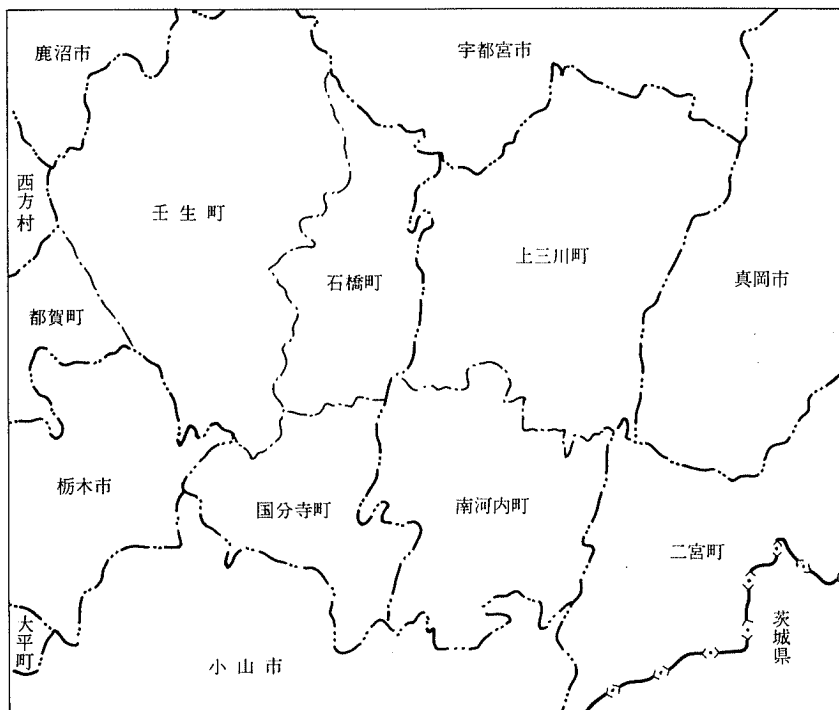 鹿沼市
宇都宮市
西方村
壬生町
石橋町
上三川町
真岡市
都賀町
栃木市
国分寺町
南河内町
二宮町
大平町
小山市
茨城県